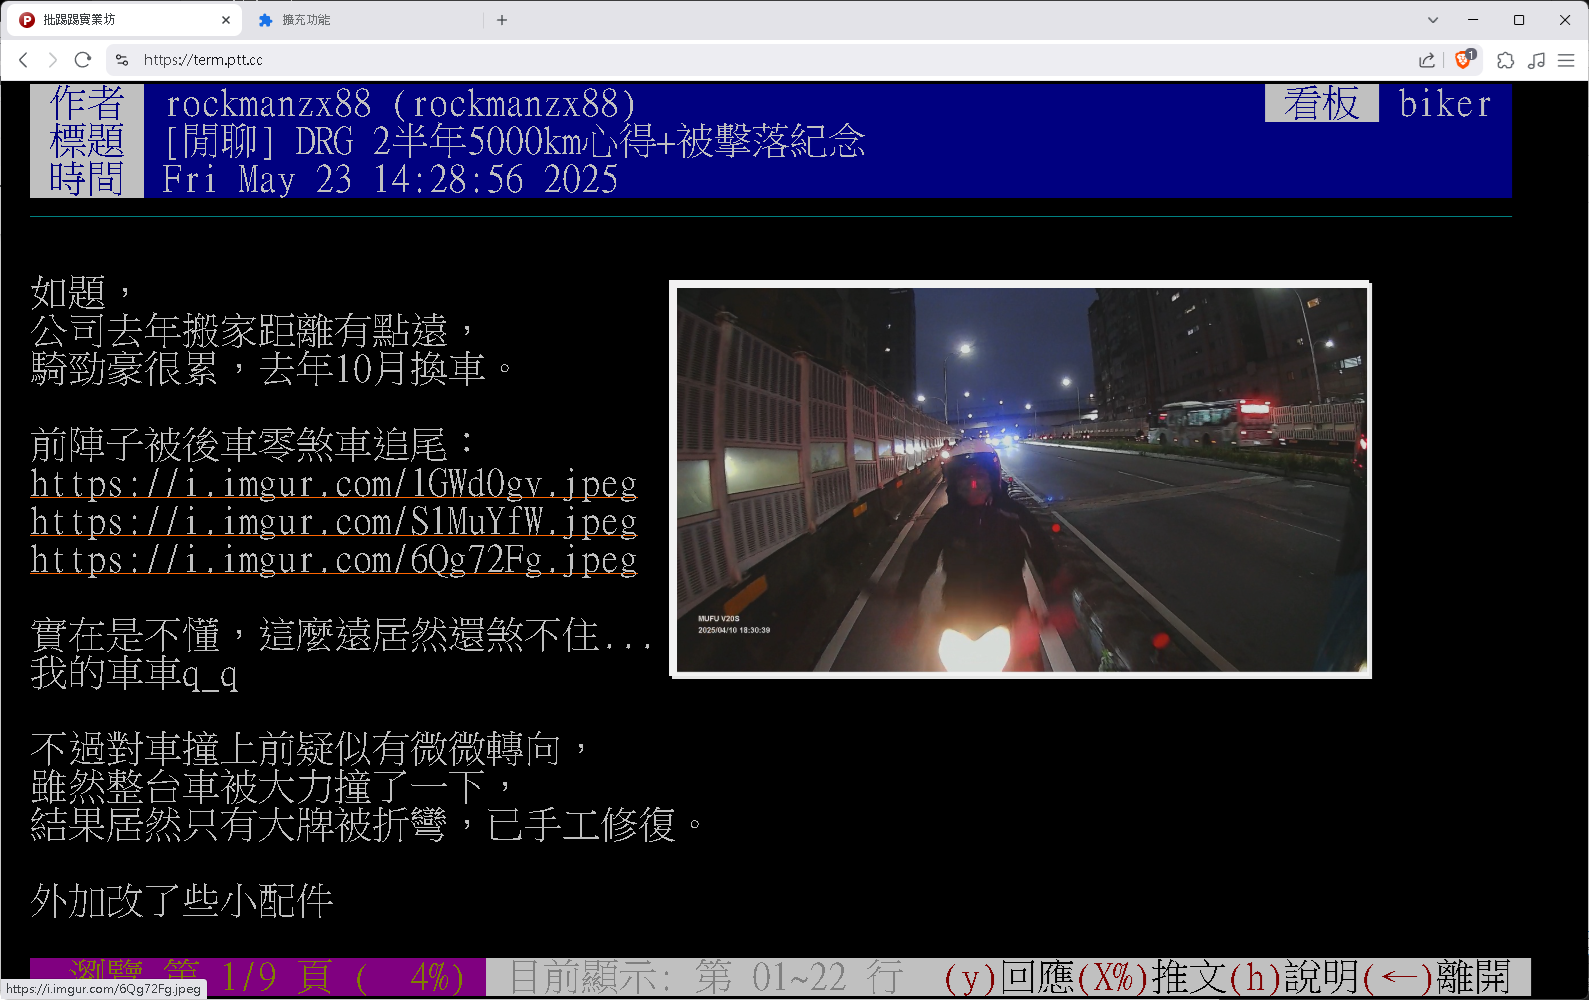 批踢踢實業坊
擴充功能
https://term.ptt.cc
1
作者 rockmanzx88 (rockmanzx88) 看板 biker
標題 [閒聊] DRG 2半年5000km心得+被擊落紀念
時間 Fri May 23 14:28:56 2025
如題，
公司去年搬家距離有點遠，
騎勁豪很累，去年10月換車。
前陣子被後車零煞車追尾：
https://i.imgur.com/lGWdOgv.jpeg
https://i.imgur.com/S1MuYfW.jpeg
https://i.imgur.com/6Qg72Fg.jpeg
MUFU V20S
2025/04/10 18:30:39
實在是不懂，這麼遠居然還煞不住...
我的車車q_q
不過對車撞上前疑似有微微轉向，
雖然整台車被大力撞了一下，
結果居然只有大牌被折彎，已手工修復。
外加改了些小配件
瀏覽 第 1/9 頁 ( 4%) 目前顯示: 第 01~22 行 (y)回應(X%)推文(h)說明(←)離開
https://i.imgur.com/6Qg72Fg.jpeg